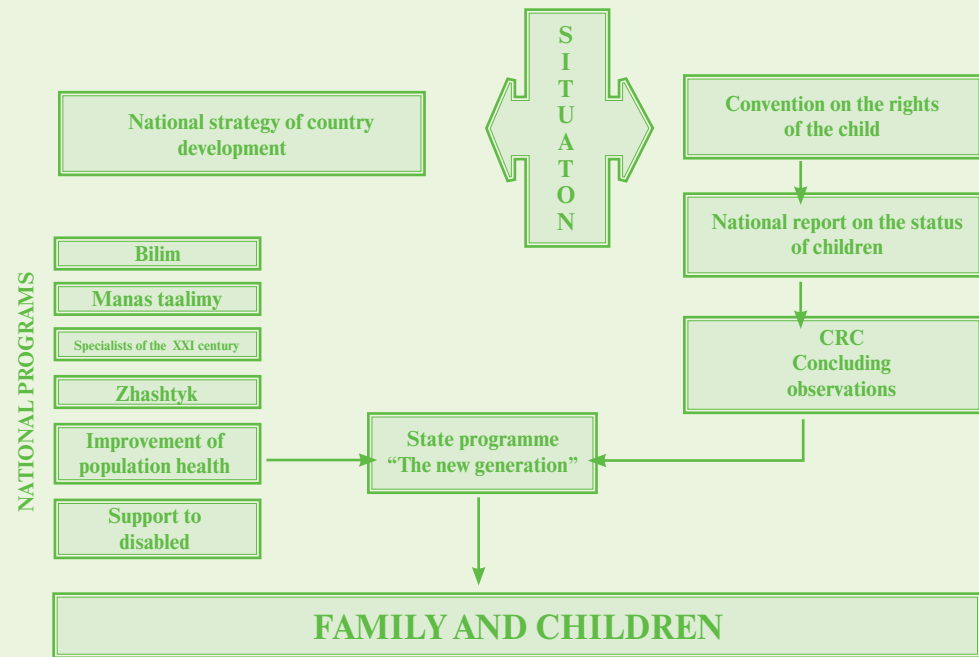 SITUATON
National strategy of country
development
Convention on the rights
of the child
National report on the status
of children
CRC
Concluding
observations
NATIONAL PROGRAMS
Bilim
Manas taalimy
Specialists of the XXI century
Zhashtyk
Improvement of
population health
Support to
disabled
State programme
“The new generation”
FAMILY AND CHILDREN